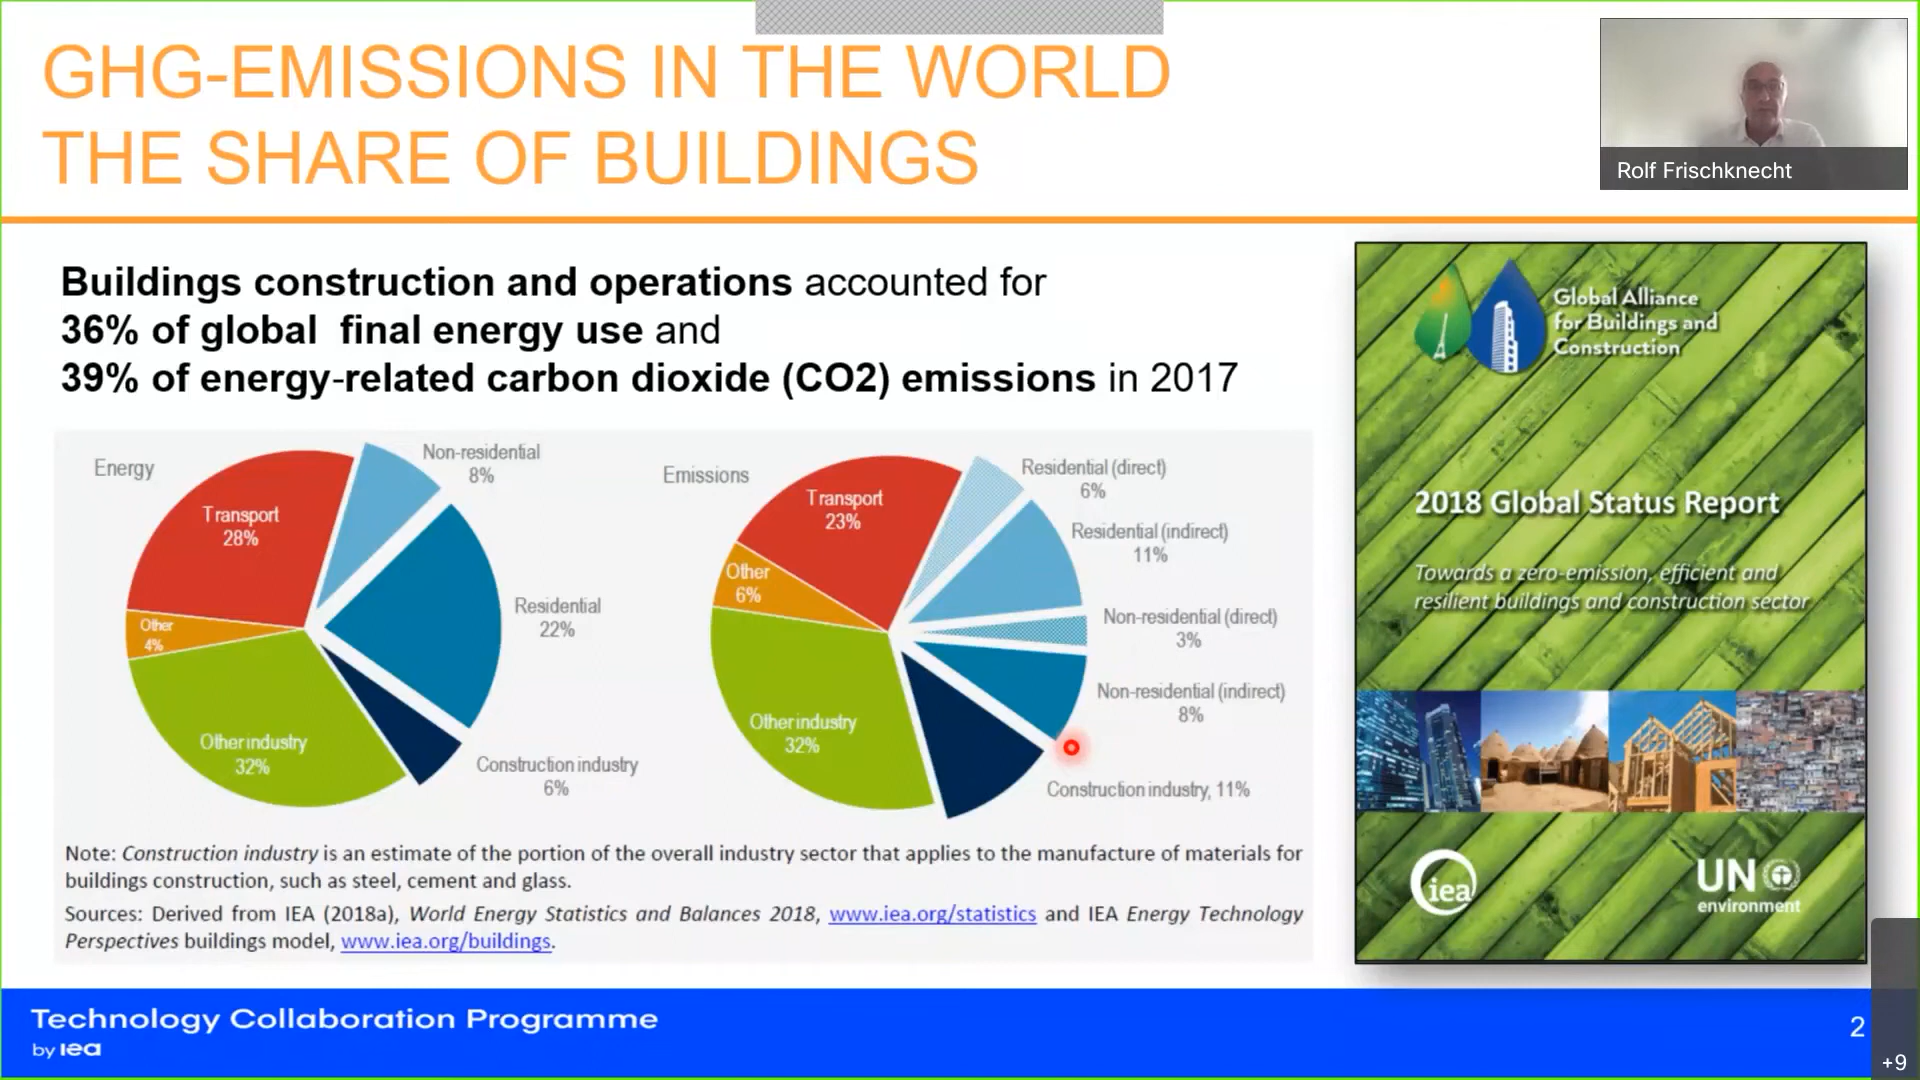 GHG-EMISSIONS IN THE WORLD
THE SHARE OF BUILDINGS
Rolf Frischknecht
Buildings construction and operations accounted for
36% of global final energy use and
39% of energy-related carbon dioxide (CO2) emissions in 2017
Energy
Non-residential
8%
Transport
28%
Residential
22%
Other
4%
Other industry
32%
Construction industry
6%
Emissions
Residential (direct)
6%
Transport
23%
Residential (indirect)
11%
Other
6%
Non-residential (direct)
3%
Non-residential (indirect)
8%
Other industry
32%
Construction industry, 11%
Note: Construction industry is an estimate of the portion of the overall industry sector that applies to the manufacture of materials for
buildings construction, such as steel, cement and glass.
Sources: Derived from IEA (2018a), World Energy Statistics and Balances 2018, www.iea.org/statistics and IEA Energy Technology
Perspectives buildings model, www.iea.org/buildings.
Global Alliance
for Buildings and
Construction
2018 Global Status Report
Towards a zero-emission, efficient and
resilient buildings and construction sector
iea
UN
environment
Technology Collaboration Programme
by iea
2
+9